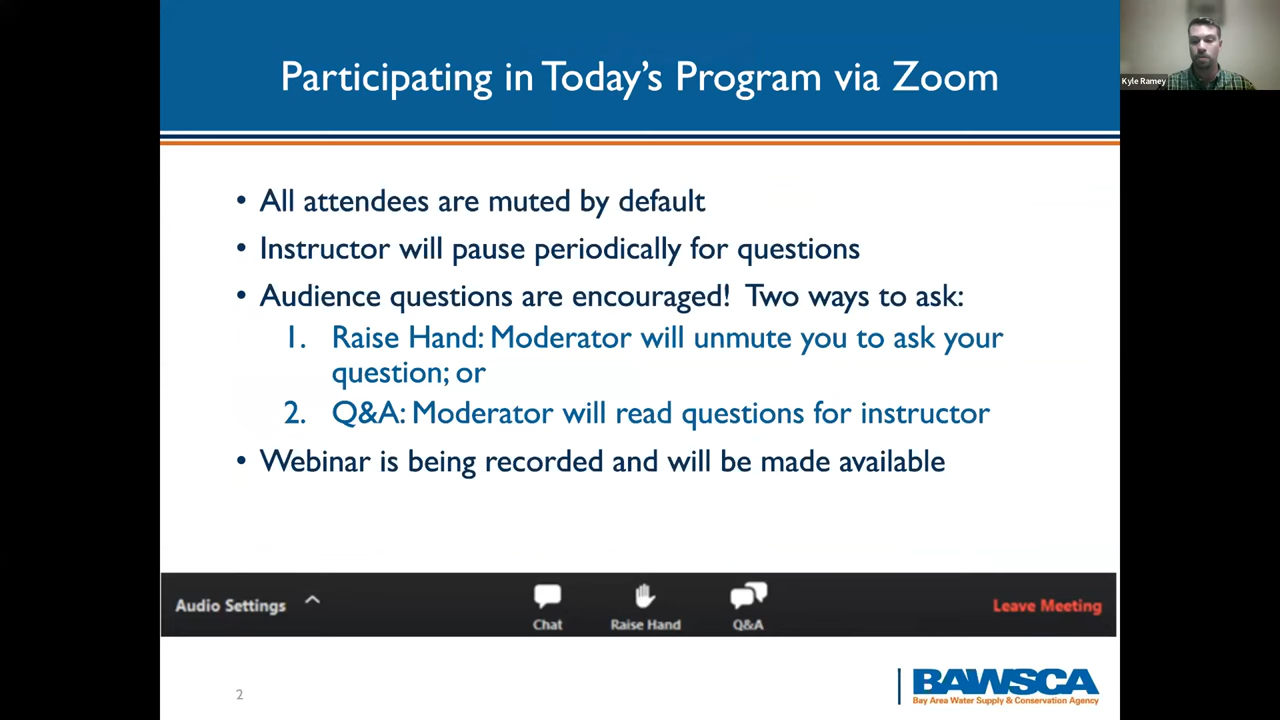 Participating in Today's Program via Zoom
Kyle Ramey
• All attendees are muted by default
• Instructor will pause periodically for questions
• Audience questions are encouraged! Two ways to ask:
1. Raise Hand: Moderator will unmute you to ask your
question; or
2. Q&A: Moderator will read questions for instructor
• Webinar is being recorded and will be made available
Audio Settings
Chat
Raise Hand
Q&A
Leave Meeting
2
BAWSCA
Bay Area Water Supply & Conservation Agency